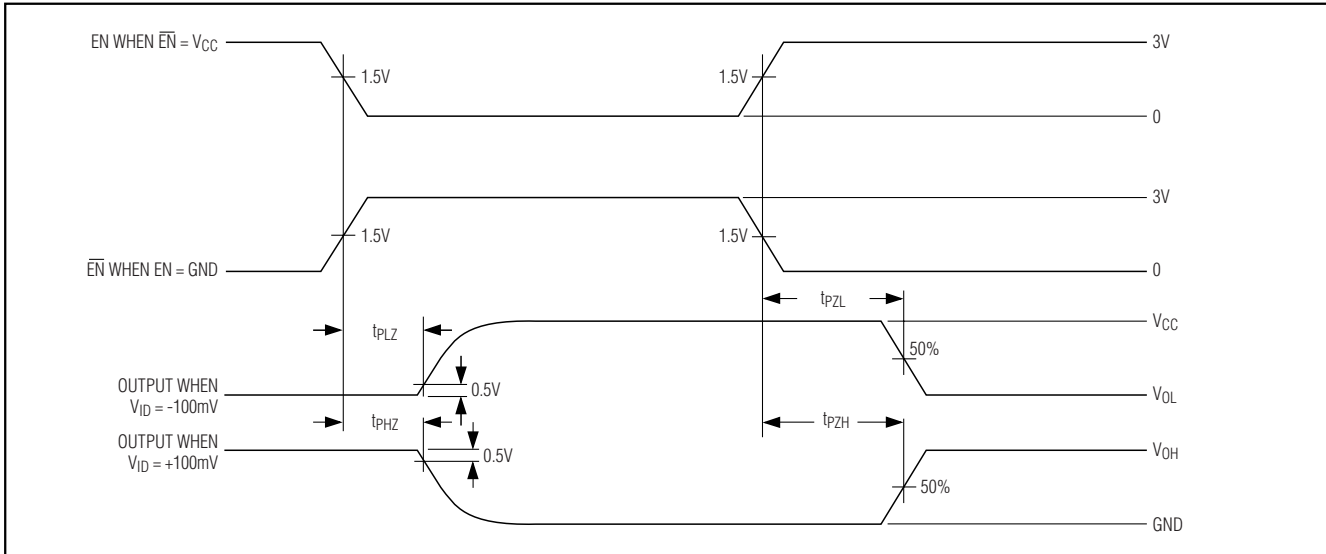 EN WHEN E̅N̅ = VCC
3V
1.5V
1.5V
0
3V
1.5V
1.5V
E̅N̅ WHEN EN = GND
0
tPZL
VCC
tPLZ
50%
OUTPUT WHEN
VID = -100mV
0.5V
VOL
tPHZ
tPZH
OUTPUT WHEN
VID = +100mV
0.5V
VOH
50%
GND